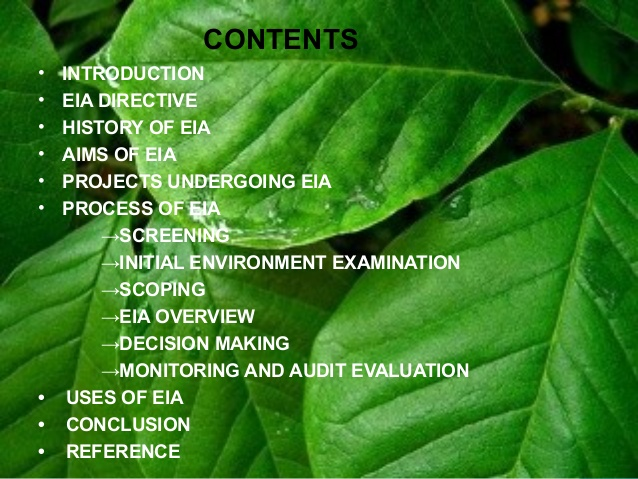 CONTENTS
• INTRODUCTION
• EIA DIRECTIVE
• HISTORY OF EIA
• AIMS OF EIA
• PROJECTS UNDERGOING EIA
• PROCESS OF EIA
→SCREENING
→INITIAL ENVIRONMENT EXAMINATION
→SCOPING
→EIA OVERVIEW
→DECISION MAKING
→MONITORING AND AUDIT EVALUATION
• USES OF EIA
• CONCLUSION
• REFERENCE